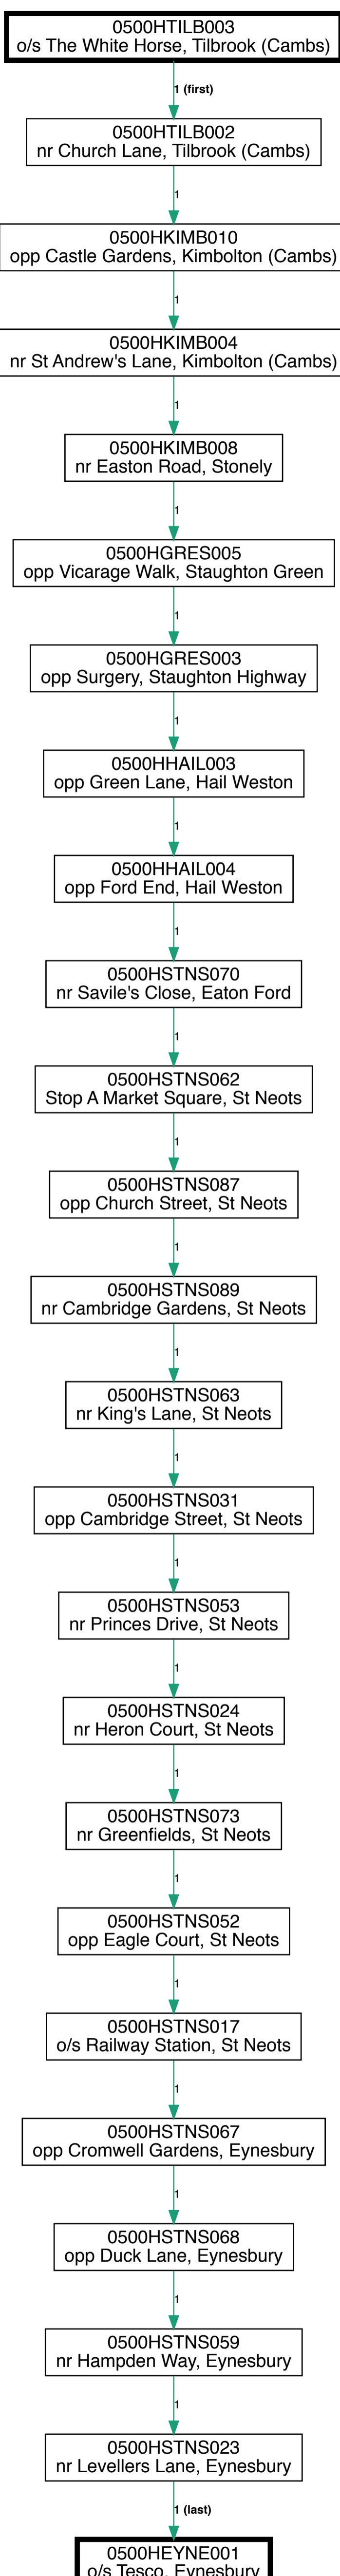 0500HTILB003
o/s The White Horse, Tilbrook (Cambs)
1 (first)
0500HTILB002
nr Church Lane, Tilbrook (Cambs)
1
0500HKIMB010
opp Castle Gardens, Kimbolton (Cambs)
1
0500HKIMB004
nr St Andrew's Lane, Kimbolton (Cambs)
1
0500HKIMB008
nr Easton Road, Stonely
1
0500HGRES005
opp Vicarage Walk, Staughton Green
1
0500HGRES003
opp Surgery, Staughton Highway
1
0500HHAIL003
opp Green Lane, Hail Weston
1
0500HHAIL004
opp Ford End, Hail Weston
1
0500HSTNS070
nr Savile's Close, Eaton Ford
1
0500HSTNS062
Stop A Market Square, St Neots
1
0500HSTNS087
opp Church Street, St Neots
1
0500HSTNS089
nr Cambridge Gardens, St Neots
1
0500HSTNS063
nr King's Lane, St Neots
1
0500HSTNS031
opp Cambridge Street, St Neots
1
0500HSTNS053
nr Princes Drive, St Neots
1
0500HSTNS024
nr Heron Court, St Neots
1
0500HSTNS073
nr Greenfields, St Neots
1
0500HSTNS052
opp Eagle Court, St Neots
1
0500HSTNS017
o/s Railway Station, St Neots
1
0500HSTNS067
opp Cromwell Gardens, Eynesbury
1
0500HSTNS068
opp Duck Lane, Eynesbury
1
0500HSTNS059
nr Hampden Way, Eynesbury
1
0500HSTNS023
nr Levellers Lane, Eynesbury
1 (last)
0500HEYNE001
o/s Tesco, Eynesbury